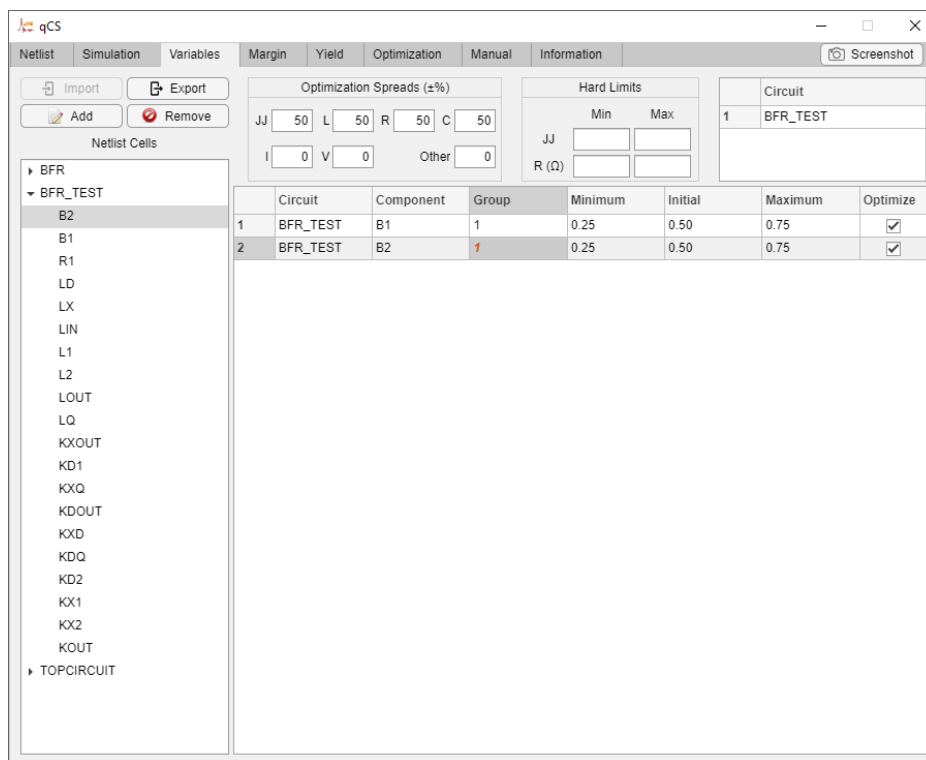 qCS
Netlist Simulation Variables Margin Yield Optimization Manual Information Screenshot
Import Export
Add Remove
Netlist Cells
BFR
BFR_TEST
B2
B1
R1
LD
LX
LIN
L1
L2
LOUT
LQ
KXOUT
KD1
KXQ
KDOUT
KXD
KDQ
KD2
KX1
KX2
KOUT
TOPCIRCUIT
Optimization Spreads (±%)
JJ 50 L 50 R 50 C 50
I 0 V 0 Other 0
Hard Limits
Min Max
JJ
R (Ω)
Circuit
1 BFR_TEST
Circuit Component Group Minimum Initial Maximum Optimize
1 BFR_TEST B1 1 0.25 0.50 0.75
2 BFR_TEST B2 1 0.25 0.50 0.75